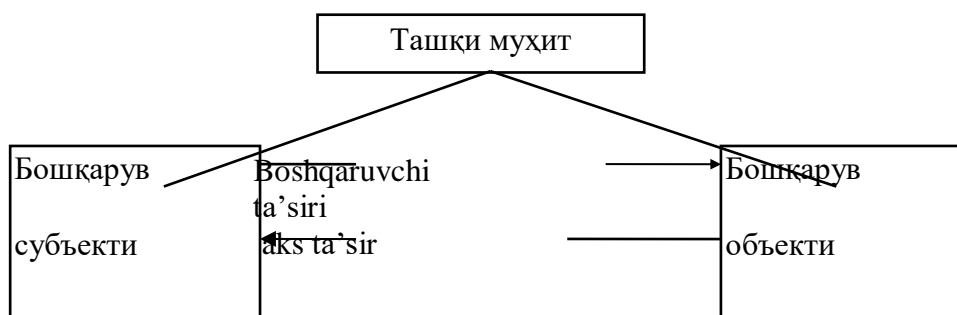 Ташқи муҳит
Бошқарув
субъекти
Boshqaruvchi
ta’siri
aks ta’sir
Бошқарув
объекти